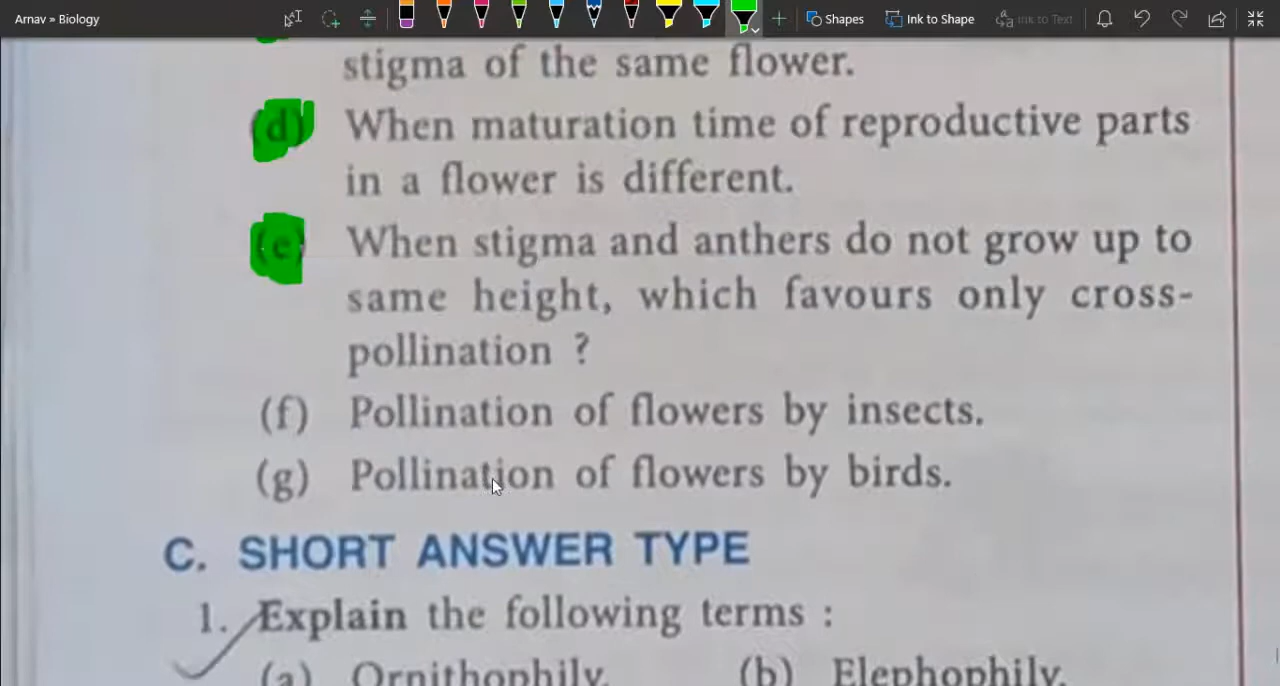 Arnav » Biology
Shapes
Ink to Shape
Ink to Text
stigma of the same flower.
(d) When maturation time of reproductive parts
in a flower is different.
(e) When stigma and anthers do not grow up to
same height, which favours only cross-
pollination ?
(f) Pollination of flowers by insects.
(g) Pollination of flowers by birds.
C. SHORT ANSWER TYPE
1. Explain the following terms :
(a) Ornithophily. (b) Elephophily.